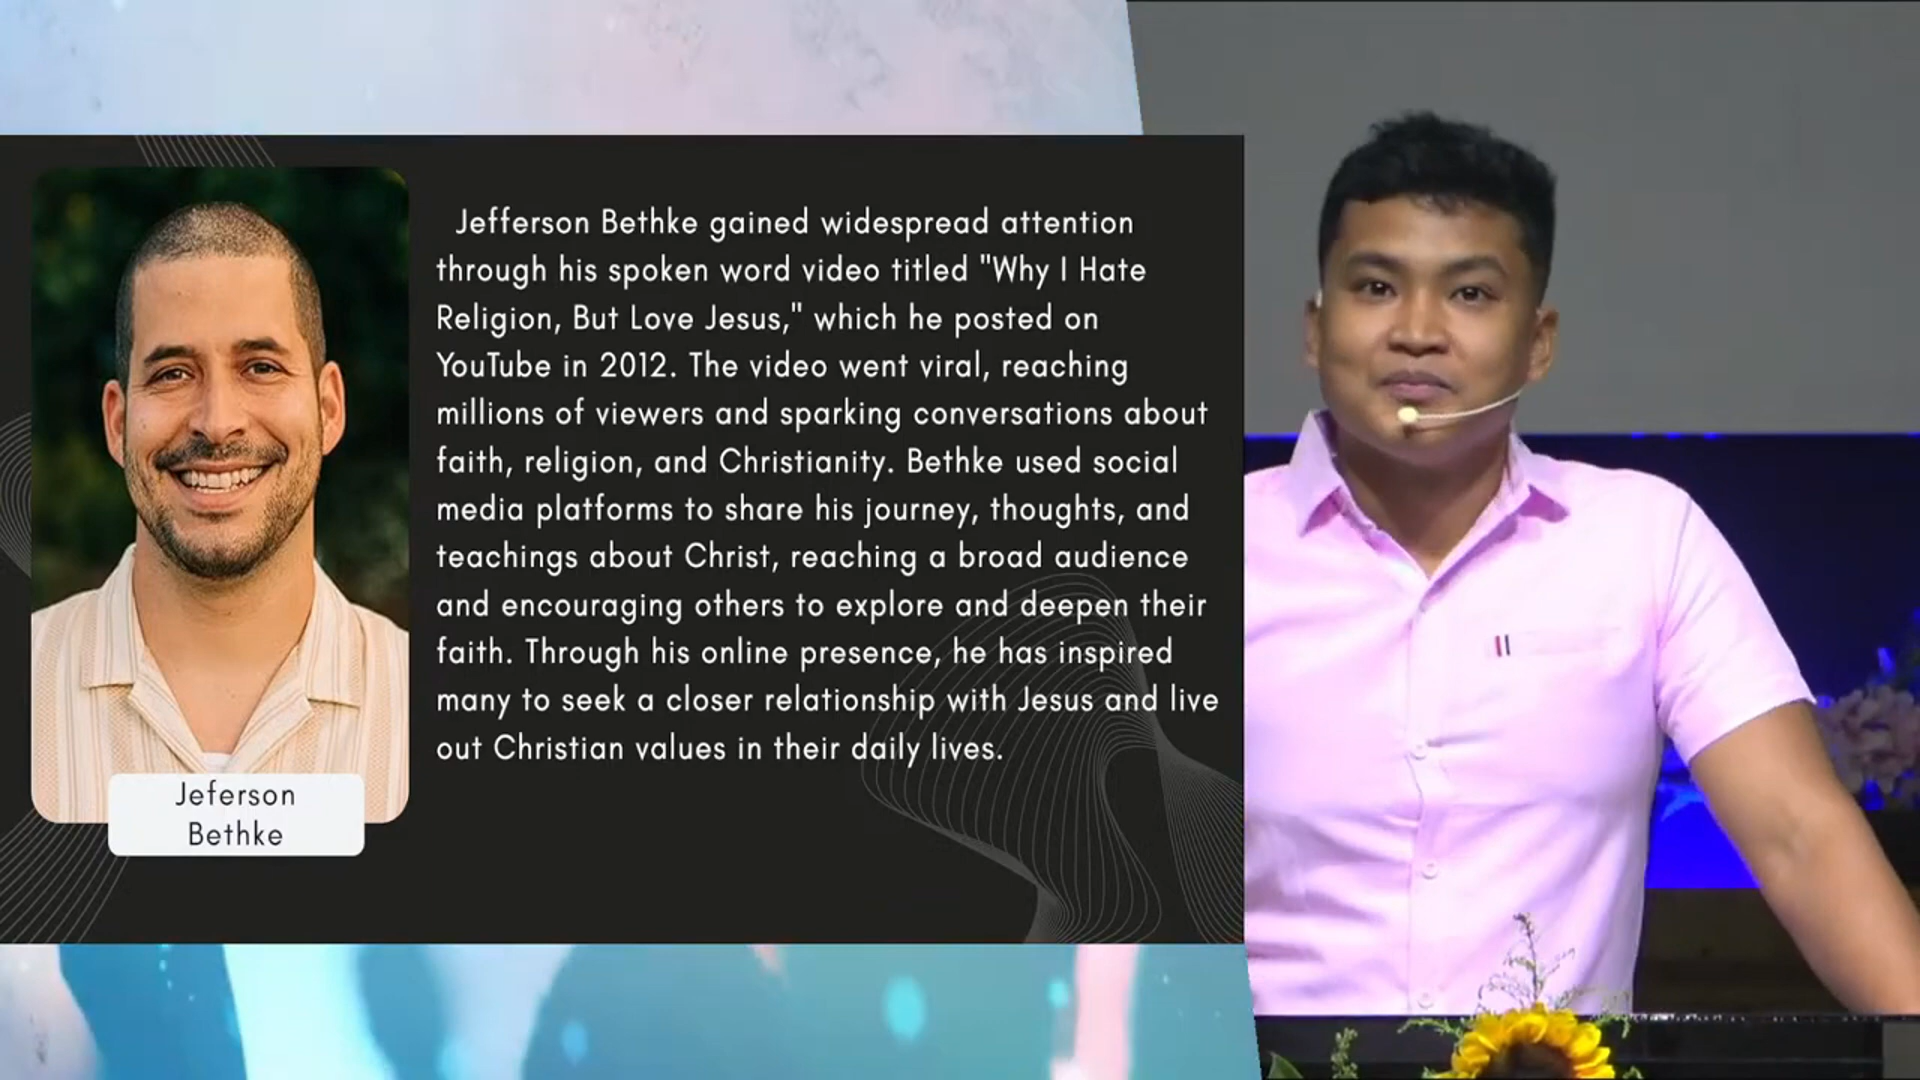 Jefferson Bethke gained widespread attention
through his spoken word video titled "Why I Hate
Religion, But Love Jesus," which he posted on
YouTube in 2012. The video went viral, reaching
millions of viewers and sparking conversations about
faith, religion, and Christianity. Bethke used social
media platforms to share his journey, thoughts, and
teachings about Christ, reaching a broad audience
and encouraging others to explore and deepen their
faith. Through his online presence, he has inspired
many to seek a closer relationship with Jesus and live
out Christian values in their daily lives.
Jeferson
Bethke